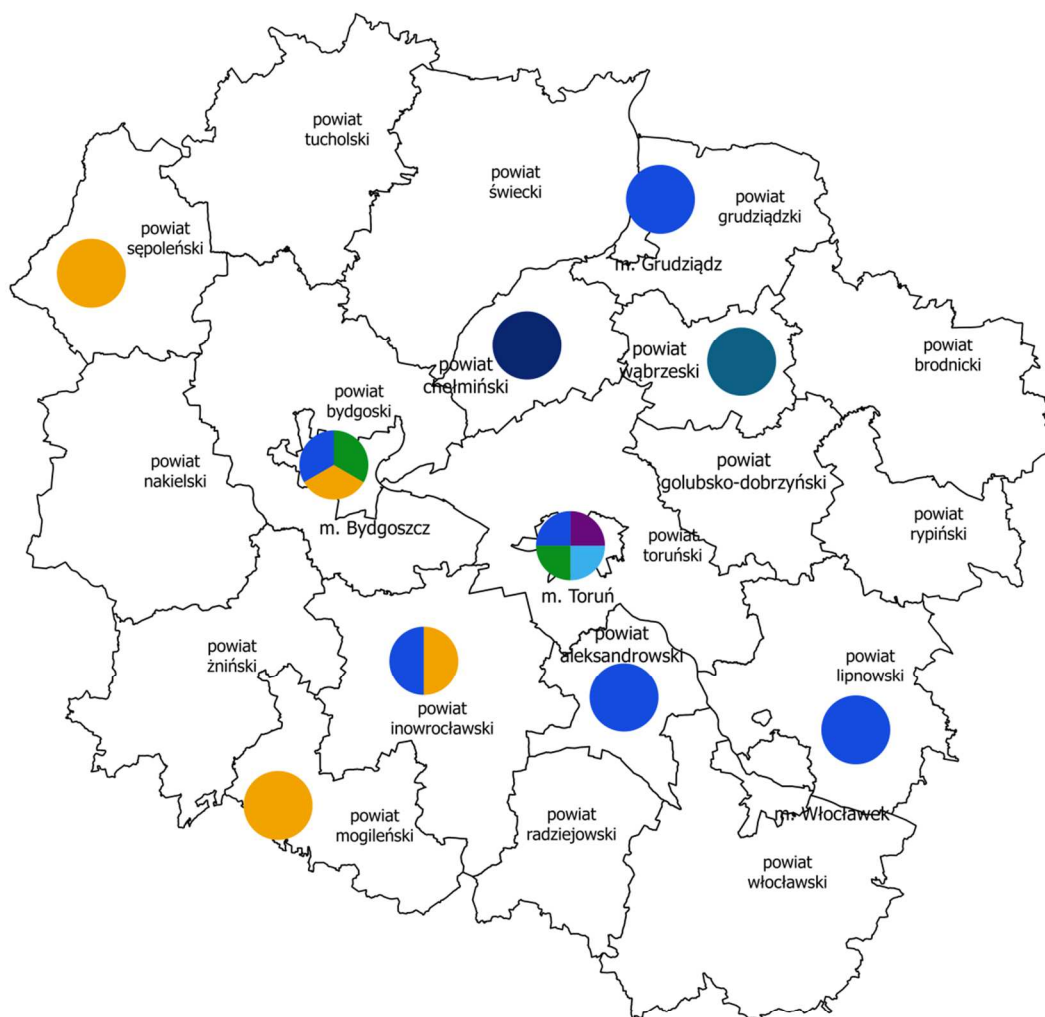 powiat
tucholski
powiat
świecki
powiat
grudziądzki
powiat
sępoleński
m. Grudziądz
powiat
chełmiński
powiat
wąbrzeski
powiat
brodnicki
powiat
bydgoski
powiat
nakielski
m. Bydgoszcz
powiat
golubsko-dobrzyński
powiat
rypiński
powiat
toruński
m. Toruń
powiat
żniński
powiat
aleksandrowski
powiat
lipnowski
powiat
inowrocławski
powiat
mogileński
powiat
radziejowski
m. Włocławek
powiat
włocławski